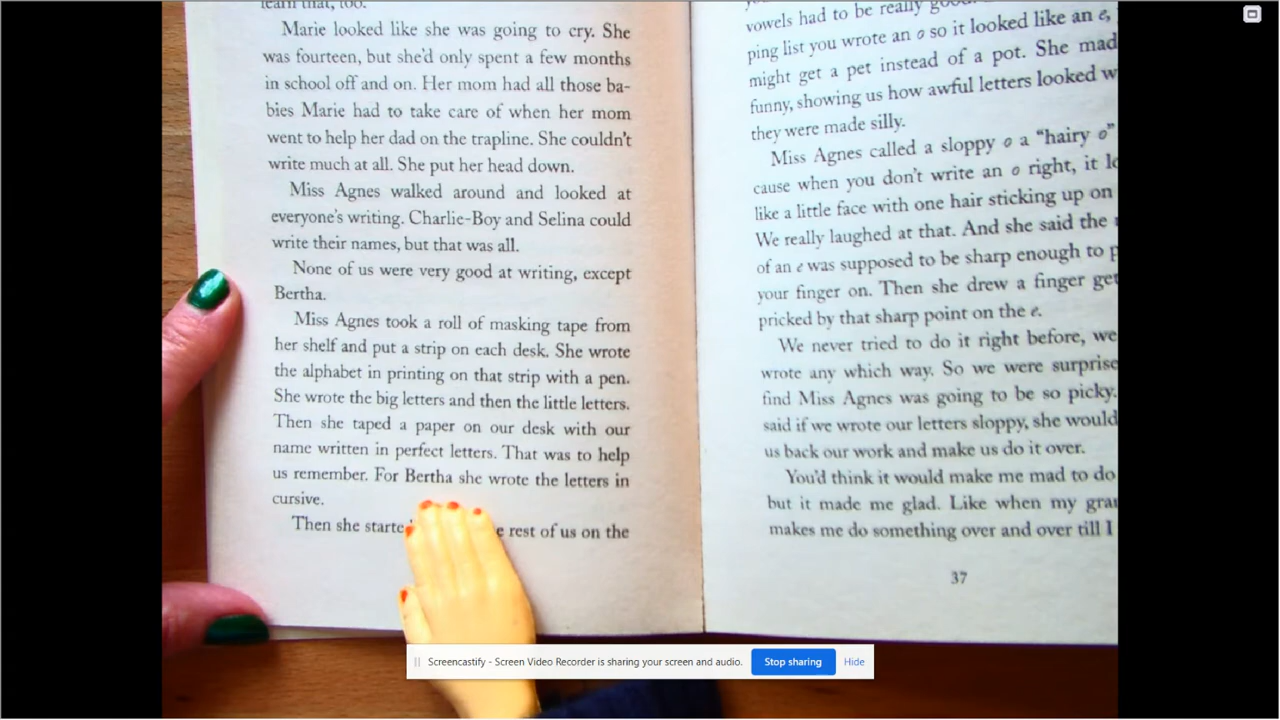 learn that, too.
Marie looked like she was going to cry. She
was fourteen, but she'd only spent a few months
in school off and on. Her mom had all those ba-
bies Marie had to take care of when her mom
went to help her dad on the trapline. She couldn't
write much at all. She put her head down.
Miss Agnes walked around and looked at
everyone's writing. Charlie-Boy and Selina could
write their names, but that was all.
None of us were very good at writing, except
Bertha.
Miss Agnes took a roll of masking tape from
her shelf and put a strip on each desk. She wrote
the alphabet in printing on that strip with a pen.
She wrote the big letters and then the little letters.
Then she taped a paper on our desk with our
name written in perfect letters. That was to help
us remember. For Bertha she wrote the letters in
cursive.
Then she rest of us on the
vowels had to be really
ping list you wrote an o so it looked like an e,
might get a pet instead of a pot. She mad
funny, showing us how awful letters looked w
they were made silly.
Miss Agnes called a sloppy o a "hairy o"
cause when you don't write an o right, it
like a little face with one hair sticking up on
We really laughed at that. And she said the
of an e was supposed to be sharp enough to
your finger on. Then she drew a finger get
pricked by that sharp point on the e.
We never tried to do it right before, we
wrote any which way. So we were surprise
find Miss Agnes was going to be so picky.
said if we wrote our letters sloppy, she would
us back our work and make us do it over.
You'd think it would make me mad to do
but it made me glad. Like when my gra
makes me do something over and over till I
37
Screencastify - Screen Video Recorder is sharing your screen and audio. Stop sharing Hide